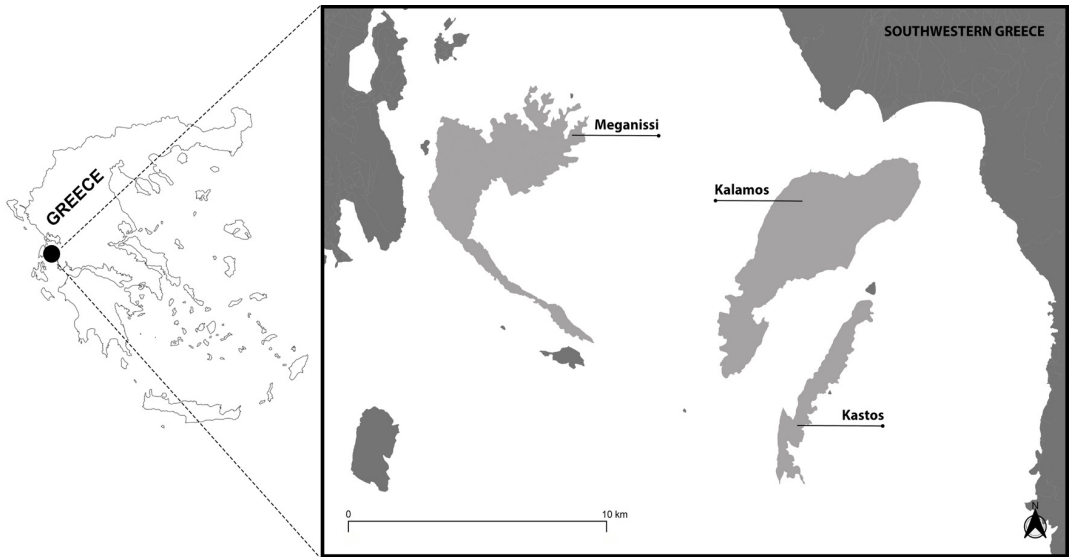 GREECE
SOUTHWESTERN GREECE
Meganissi
Kalamos
Kastos
0 10 km
N